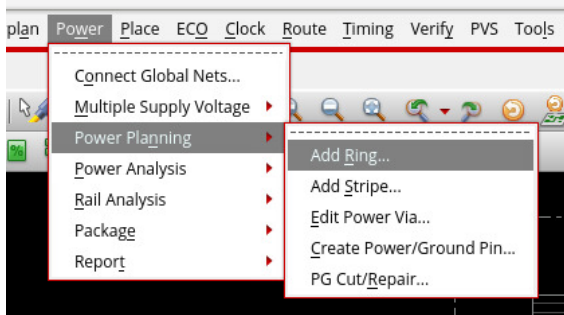 plan Power Place ECO Clock Route Timing Verify PVS Tools
Connect Global Nets...
Multiple Supply Voltage
Power Planning
Power Analysis
Rail Analysis
Package
Report
Add Ring...
Add Stripe...
Edit Power Via...
Create Power/Ground Pin...
PG Cut/Repair...
%